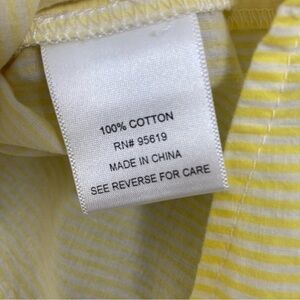 100% COTTON
RN# 95619
MADE IN CHINA
SEE REVERSE FOR CARE